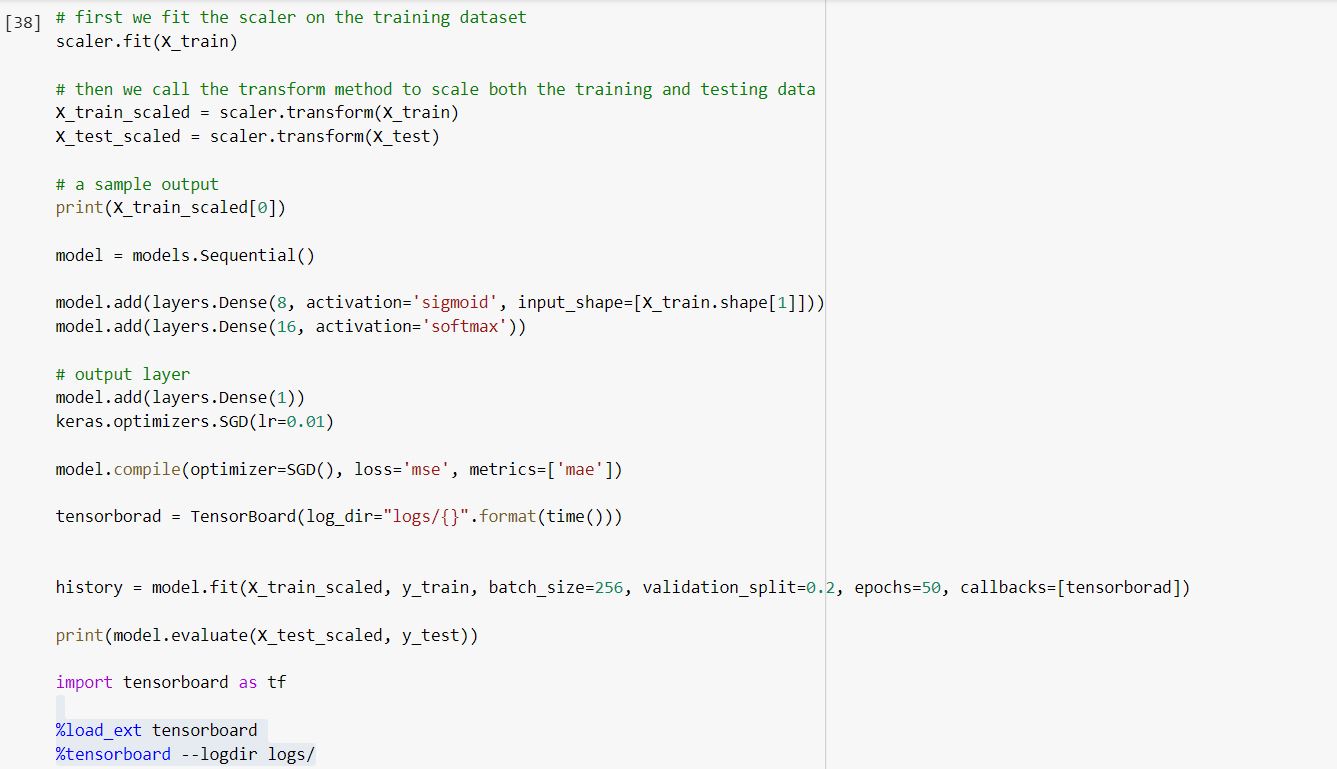 [38] # first we fit the scaler on the training dataset
scaler.fit(X_train)
# then we call the transform method to scale both the training and testing data
X_train_scaled = scaler.transform(X_train)
X_test_scaled = scaler.transform(X_test)
# a sample output
print(X_train_scaled[0])
model = models.Sequential()
model.add(layers.Dense(8, activation='sigmoid', input_shape=[X_train.shape[1]]))
model.add(layers.Dense(16, activation='softmax'))
# output layer
model.add(layers.Dense(1))
keras.optimizers.SGD(lr=0.01)
model.compile(optimizer=SGD(), loss='mse', metrics=['mae'])
tensorborad = TensorBoard(log_dir="logs/{}".format(time()))
history = model.fit(X_train_scaled, y_train, batch_size=256, validation_split=0.2, epochs=50, callbacks=[tensorborad])
print(model.evaluate(X_test_scaled, y_test))
import tensorboard as tf
%load_ext tensorboard
%tensorboard --logdir logs/